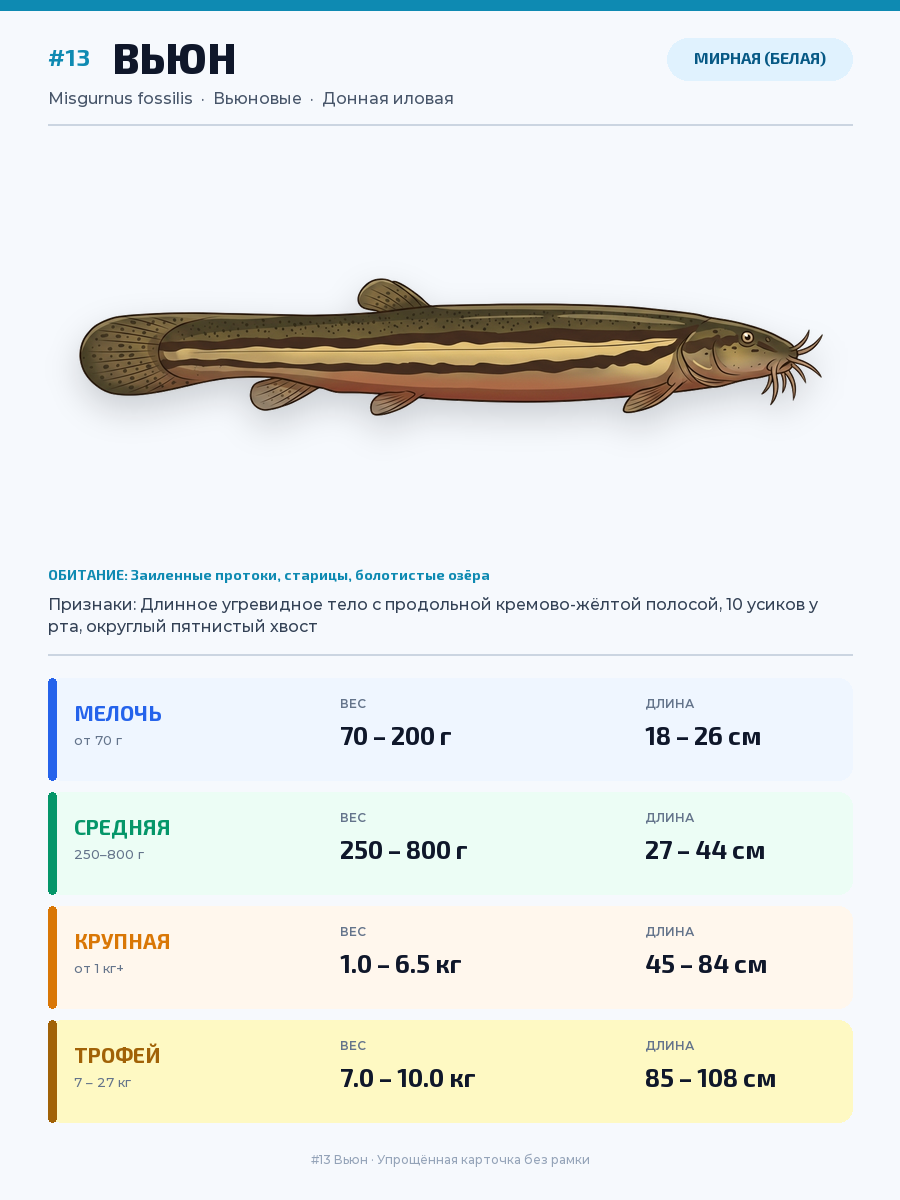 #13 ВЬЮН
МИРНАЯ (БЕЛАЯ)
Misgurnus fossilis · Вьюновые · Донная иловая
ОБИТАНИЕ: Заиленные протоки, старицы, болотистые озёра
Признаки: Длинное угревидное тело с продольной кремово-жёлтой полосой, 10 усиков у
рта, округлый пятнистый хвост
МЕЛОЧЬ
от 70 г
ВЕС
70 – 200 г
ДЛИНА
18 – 26 см
СРЕДНЯЯ
250–800 г
ВЕС
250 – 800 г
ДЛИНА
27 – 44 см
КРУПНАЯ
от 1 кг+
ВЕС
1.0 – 6.5 кг
ДЛИНА
45 – 84 см
ТРОФЕЙ
7 – 27 кг
ВЕС
7.0 – 10.0 кг
ДЛИНА
85 – 108 см
#13 Вьюн · Упрощённая карточка без рамки